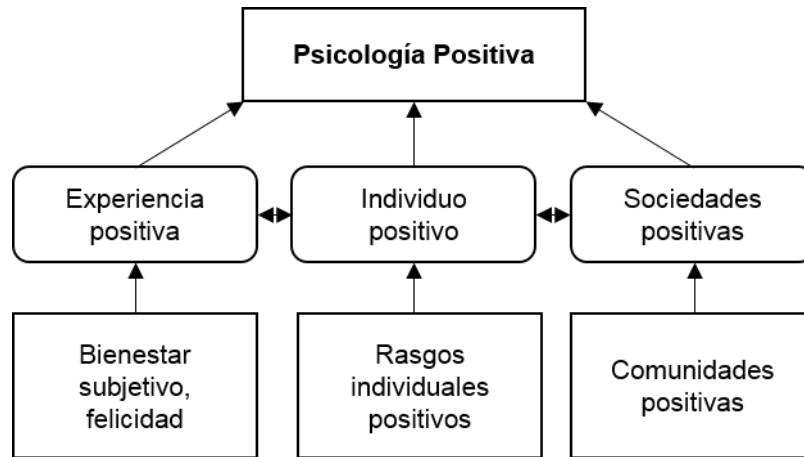 Psicología Positiva
Experiencia
positiva
Individuo
positivo
Sociedades
positivas
Bienestar
subjetivo,
felicidad
Rasgos
individuales
positivos
Comunidades
positivas